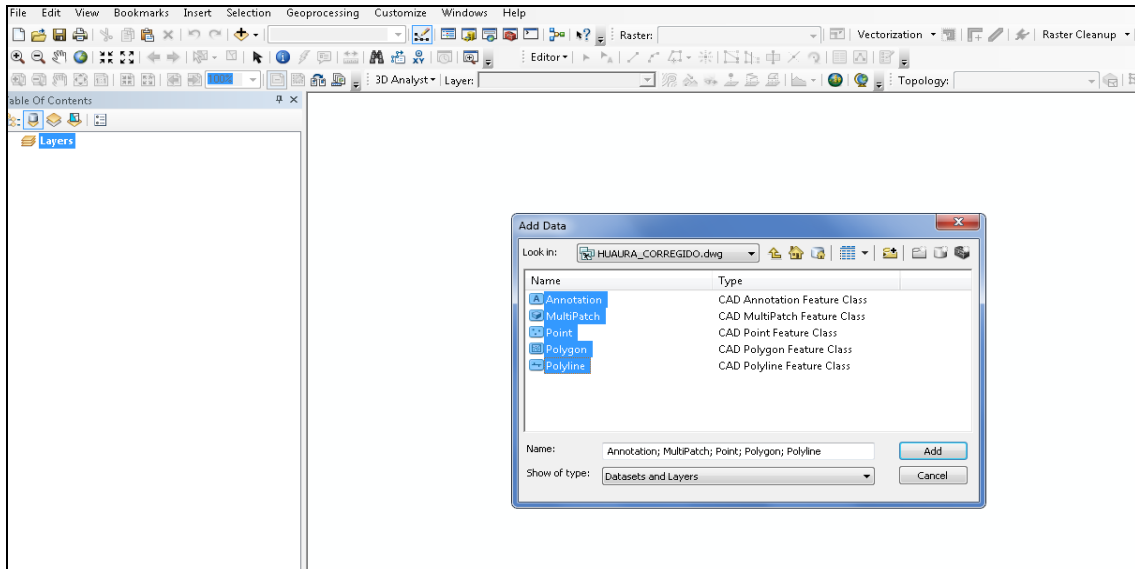 File Edit View Bookmarks Insert Selection Geoprocessing Customize Windows Help
Raster: Vectorization Raster Cleanup
Editor
100% 3D Analyst Layer: Topology:
able Of Contents
Layers
Add Data
Look in: HUAURA_CORREGIDO.dwg
Name Type
Annotation CAD Annotation Feature Class
MultiPatch CAD MultiPatch Feature Class
Point CAD Point Feature Class
Polygon CAD Polygon Feature Class
Polyline CAD Polyline Feature Class
Name: Annotation; MultiPatch; Point; Polygon; Polyline Add
Show of type: Datasets and Layers Cancel